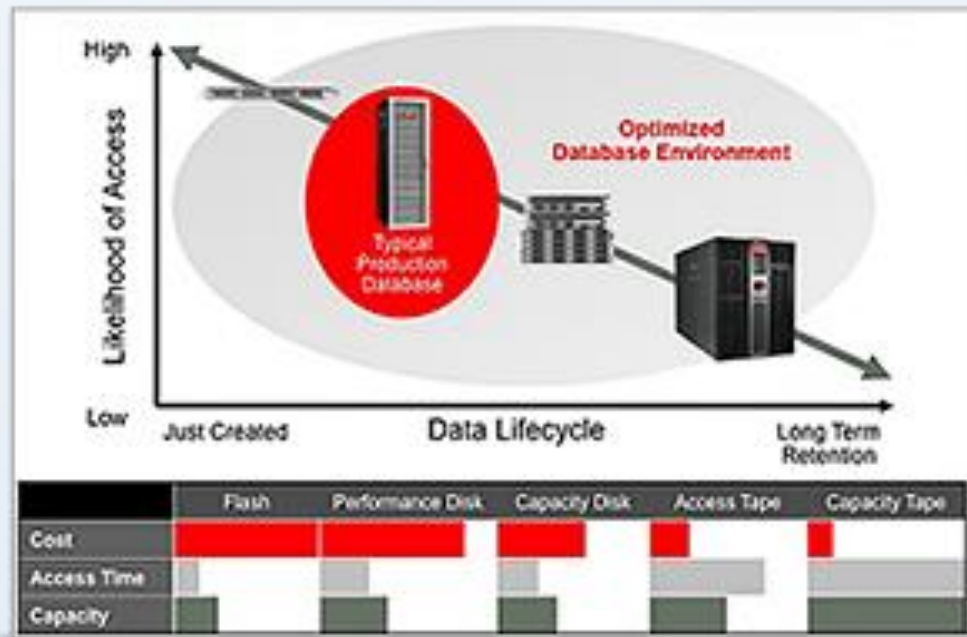 High
Likelihood of Access
Low
Optimized
Database Environment
Typical
Production
Database
Just Created
Data Lifecycle
Long Term
Retention
Flash Performance Disk Capacity Disk Access Tape Capacity Tape
Cost
Access Time
Capacity